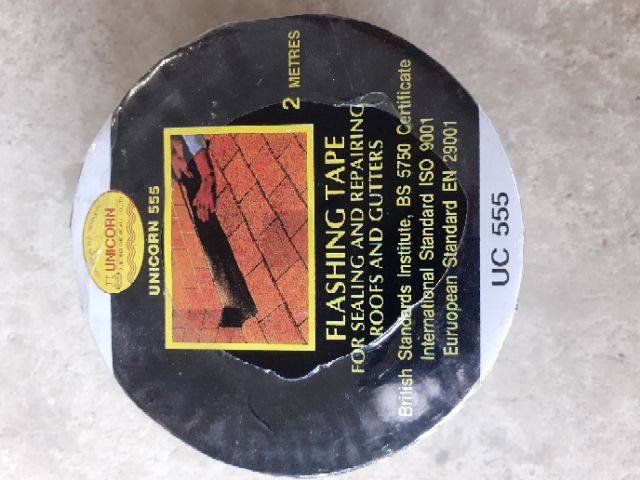 UNICORN
UNICORN 555
2 METRES
FLASHING TAPE
FOR SEALING AND REPAIRING
ROOFS AND GUTTERS
British Standards Institute, BS 5750 Certificate
International Standard ISO 9001
Euruopean Standard EN 29001
UC 555